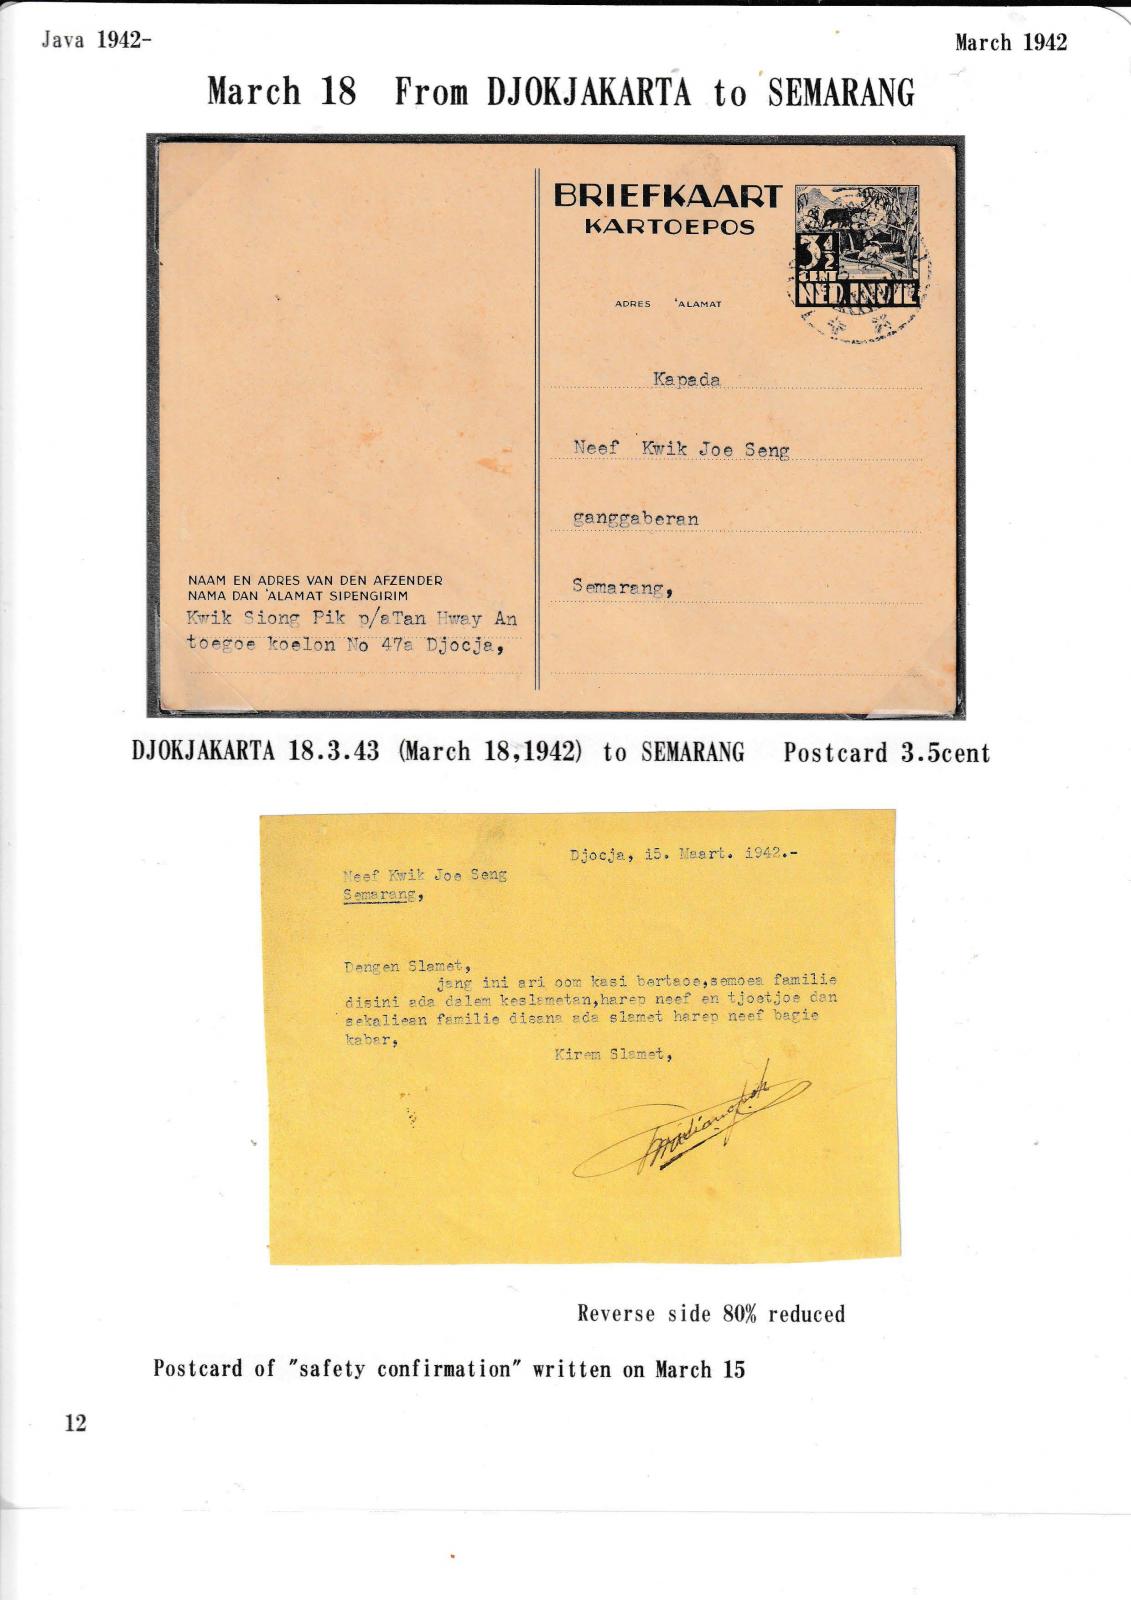 Java 1942-
March 1942
March 18 From DJOKJAKARTA to SEMARANG
BRIEFKAART
KARTOEPOS
3 1/2
CENT
NED. INDIE
ADRES 'ALAMAT
Kapada
Neef Kwik Joe Seng
ganggaberan
Semarang,
NAAM EN ADRES VAN DEN AFZENDER
NAMA DAN 'ALAMAT SIPENGIRIM
Kwik Siong Pik p/aTan Hway An
toegoe koelon No 47a Djocja,
DJOKJAKARTA 18.3.43 (March 18,1942) to SEMARANG Postcard 3.5cent
Djocja, i5. Maart. i942.-
Neef Kwik Joe Seng
Semarang,
Dengen Slamet,
jang ini ari oom kasi bertaoe,semoea familie
disini ada dalem keslametan,harep neef en tjoetjoe dan
sekaliean familie disana ada slamet harep neef bagie
kabar,
Kirem Slamet,
Reverse side 80% reduced
Postcard of "safety confirmation" written on March 15
12